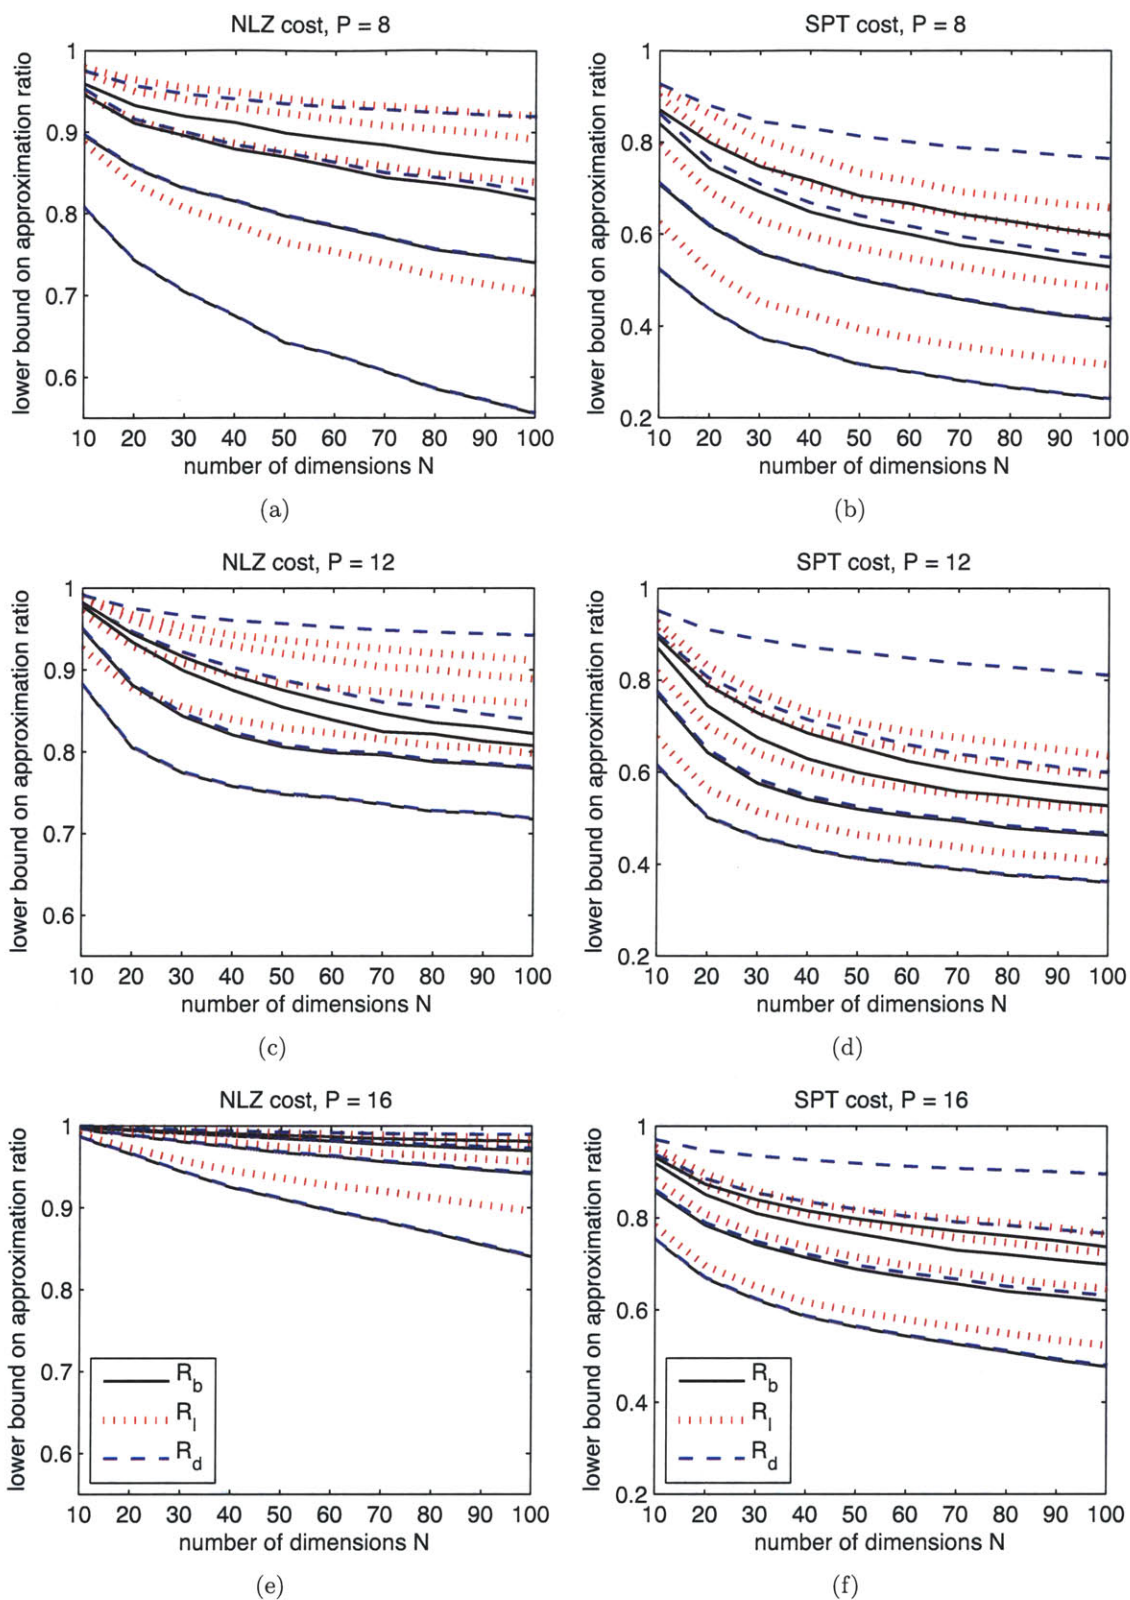 NLZ cost, P = 8
lower bound on approximation ratio
1
0.9
0.8
0.7
0.6
10 20 30 40 50 60 70 80 90 100
number of dimensions N
(a)
SPT cost, P = 8
lower bound on approximation ratio
1
0.8
0.6
0.4
0.2
10 20 30 40 50 60 70 80 90 100
number of dimensions N
(b)
NLZ cost, P = 12
lower bound on approximation ratio
1
0.9
0.8
0.7
0.6
10 20 30 40 50 60 70 80 90 100
number of dimensions N
(c)
SPT cost, P = 12
lower bound on approximation ratio
1
0.8
0.6
0.4
0.2
10 20 30 40 50 60 70 80 90 100
number of dimensions N
(d)
NLZ cost, P = 16
lower bound on approximation ratio
1
0.9
0.8
0.7
0.6
R_b
R_l
R_d
10 20 30 40 50 60 70 80 90 100
number of dimensions N
(e)
SPT cost, P = 16
lower bound on approximation ratio
1
0.8
0.6
0.4
0.2
R_b
R_l
R_d
10 20 30 40 50 60 70 80 90 100
number of dimensions N
(f)